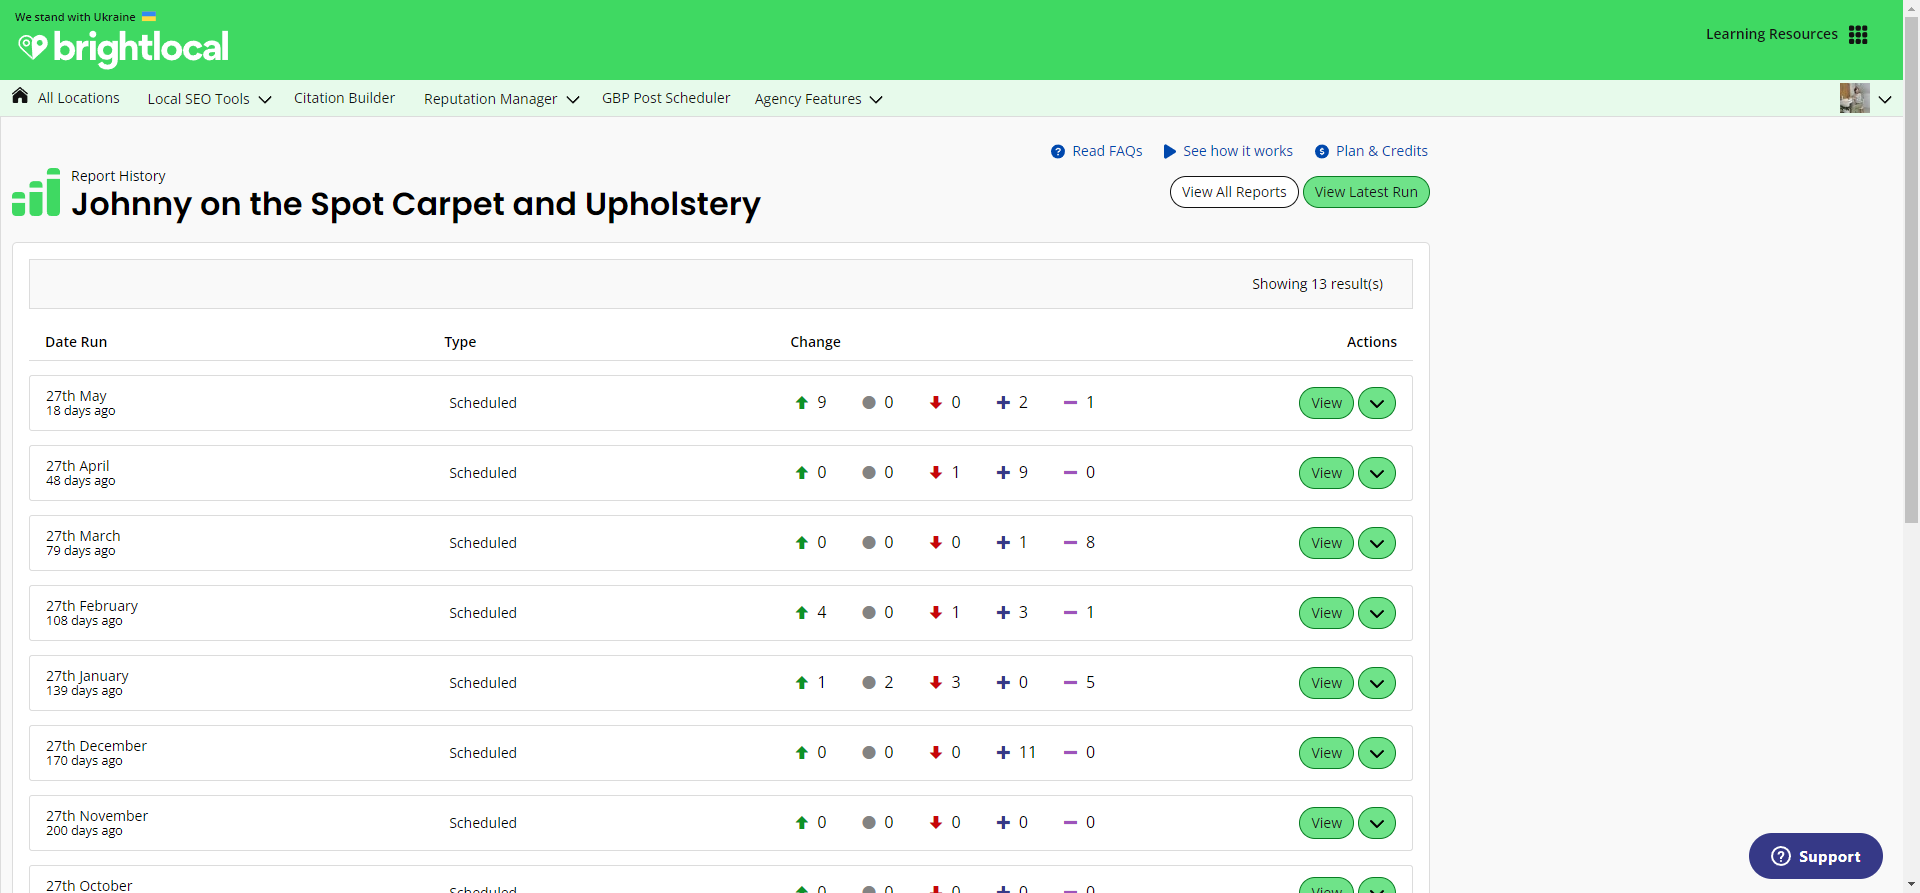 We stand with Ukraine
brightlocal
Learning Resources
All Locations Local SEO Tools Citation Builder Reputation Manager GBP Post Scheduler Agency Features
Read FAQs See how it works Plan & Credits
Report History
Johnny on the Spot Carpet and Upholstery
View All Reports View Latest Run
Showing 13 result(s)
Date Run Type Change Actions
27th May
18 days ago
Scheduled 9 0 0 2 1 View
27th April
48 days ago
Scheduled 0 0 1 9 0 View
27th March
79 days ago
Scheduled 0 0 0 1 8 View
27th February
108 days ago
Scheduled 4 0 1 3 1 View
27th January
139 days ago
Scheduled 1 2 3 0 5 View
27th December
170 days ago
Scheduled 0 0 0 11 0 View
27th November
200 days ago
Scheduled 0 0 0 0 0 View
27th October
Scheduled 0 0 0 0 0 View
Support